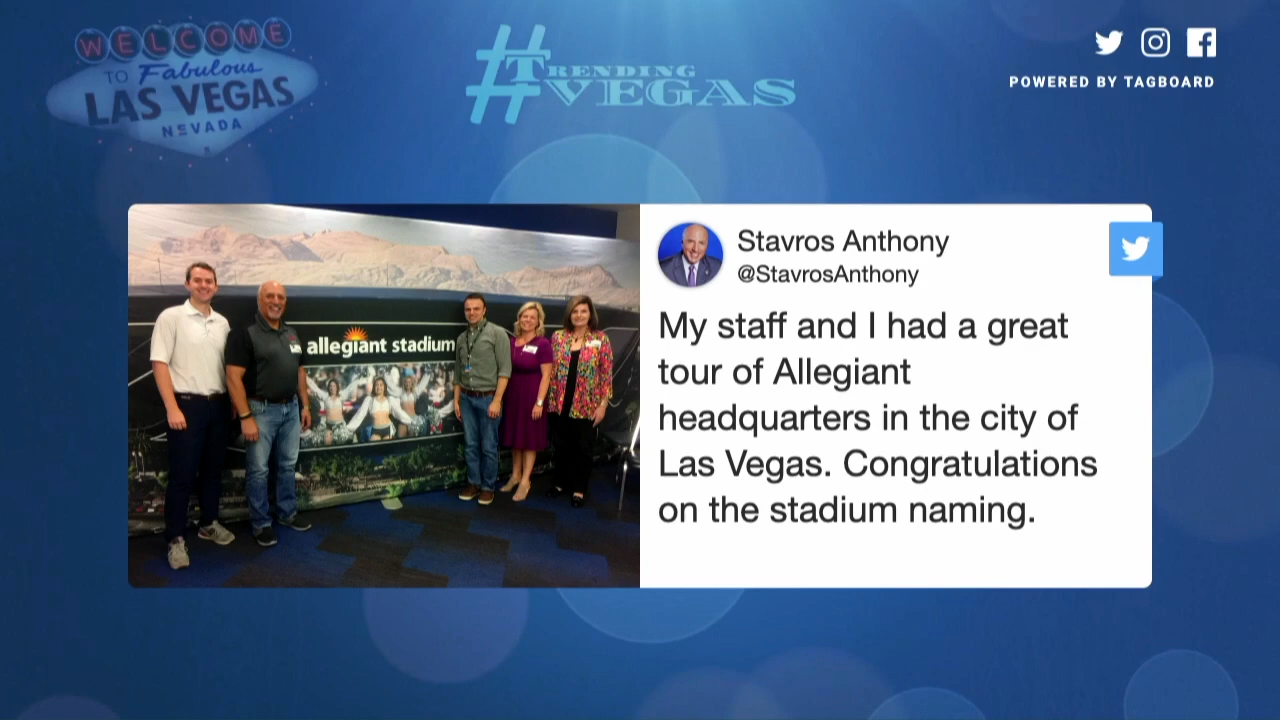 WELCOME
TO Fabulous
LAS VEGAS
NEVADA
#TRENDING
VEGAS
POWERED BY TAGBOARD
allegiant stadium
Stavros Anthony
@StavrosAnthony
My staff and I had a great
tour of Allegiant
headquarters in the city of
Las Vegas. Congratulations
on the stadium naming.